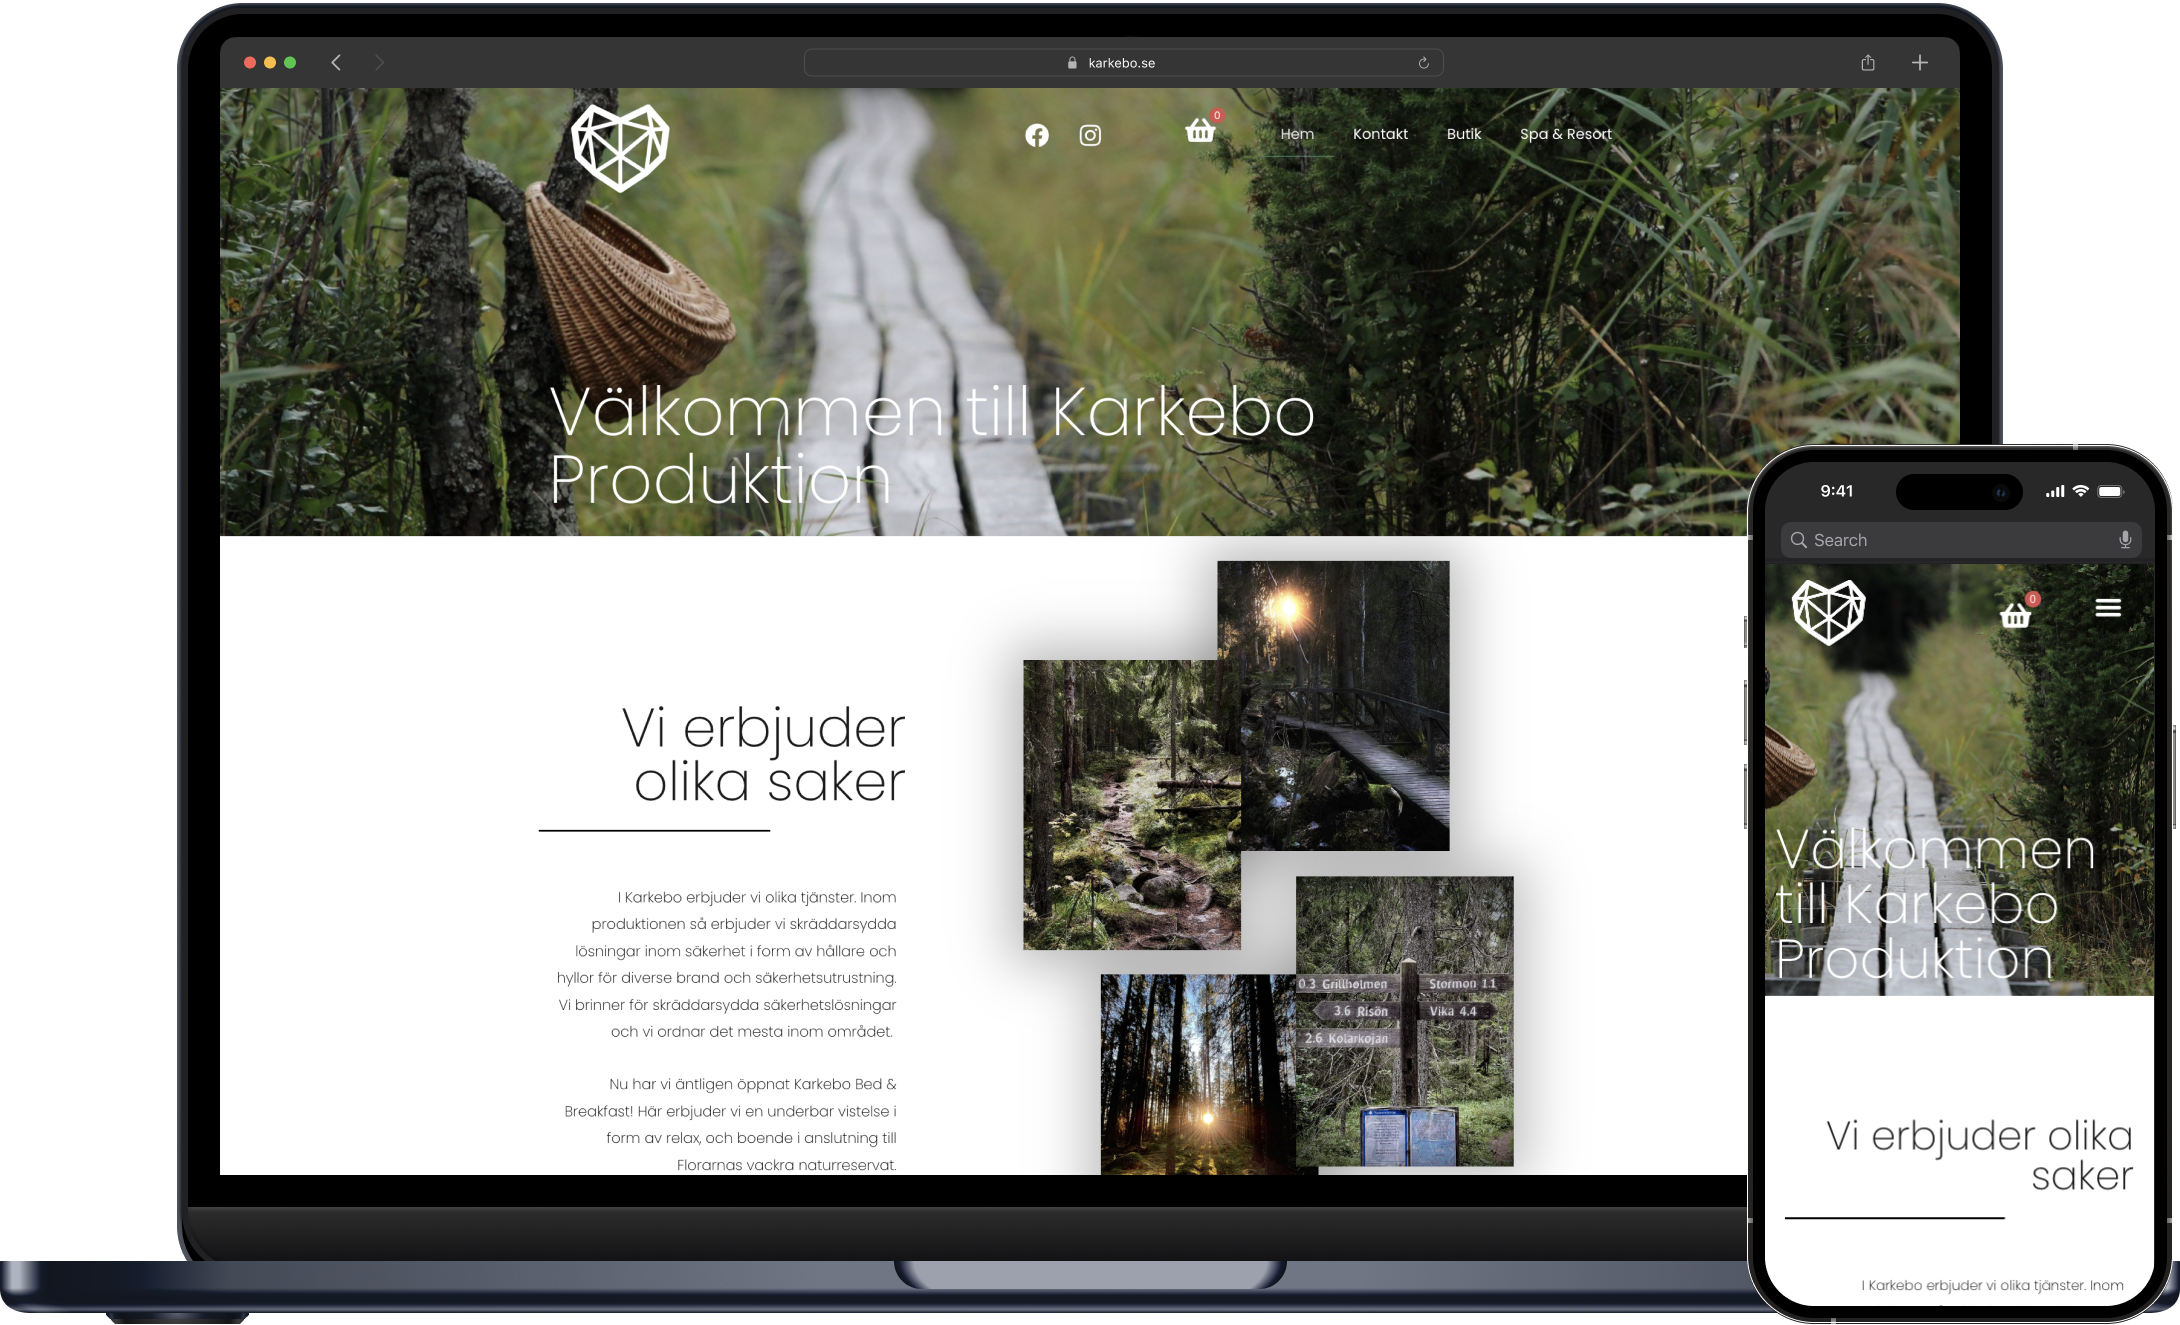 karkebo.se
0
Hem Kontakt Butik Spa & Resort
Välkommen till Karkebo
Produktion
Vi erbjuder
olika saker
I Karkebo erbjuder vi olika tjänster. Inom
produktionen så erbjuder vi skräddarsydda
lösningar inom säkerhet i form av hållare och
hyllor för diverse brand och säkerhetsutrustning.
Vi brinner för skräddarsydda säkerhetslösningar
och vi ordnar det mesta inom området.
Nu har vi äntligen öppnat Karkebo Bed &
Breakfast! Här erbjuder vi en underbar vistelse i
form av relax, och boende i anslutning till
Florarnas vackra naturreservat.
0.3 Grillholmen
Stormon 1.1
3.6 Risön
Vika 4.4
2.6 Kolarkojan
9:41
Search
0
Välkommen
till Karkebo
Produktion
Vi erbjuder olika
saker
I Karkebo erbjuder vi olika tjänster. Inom